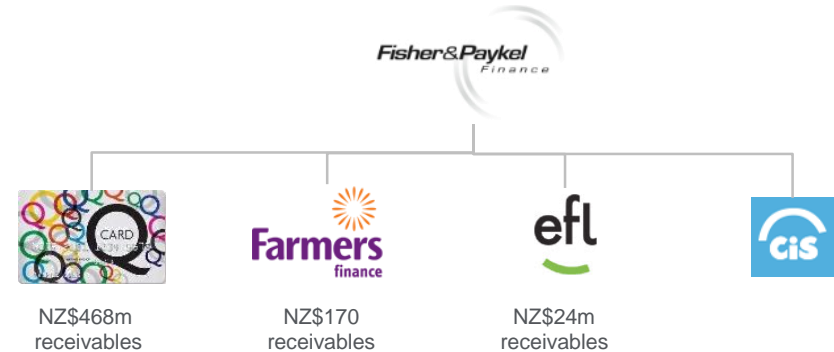 Fisher&Paykel
Finance
CARD
Farmers
finance
efl
cis
NZ$468m
receivables
NZ$170
receivables
NZ$24m
receivables